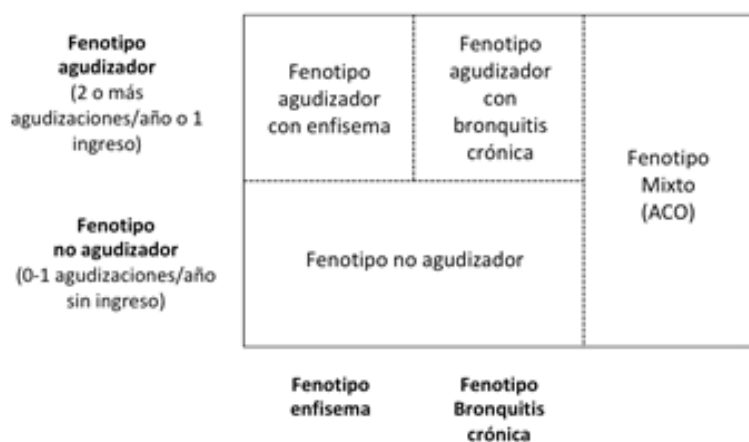 Fenotipo
agudizador
(2 o más
agudizaciones/año o 1
ingreso)
Fenotipo
agudizador
con enfisema
Fenotipo
agudizador
con
bronquitis
crónica
Fenotipo
Mixto
(ACO)
Fenotipo
no agudizador
(0-1 agudizaciones/año
sin ingreso)
Fenotipo no agudizador
Fenotipo
enfisema
Fenotipo
Bronquitis
crónica